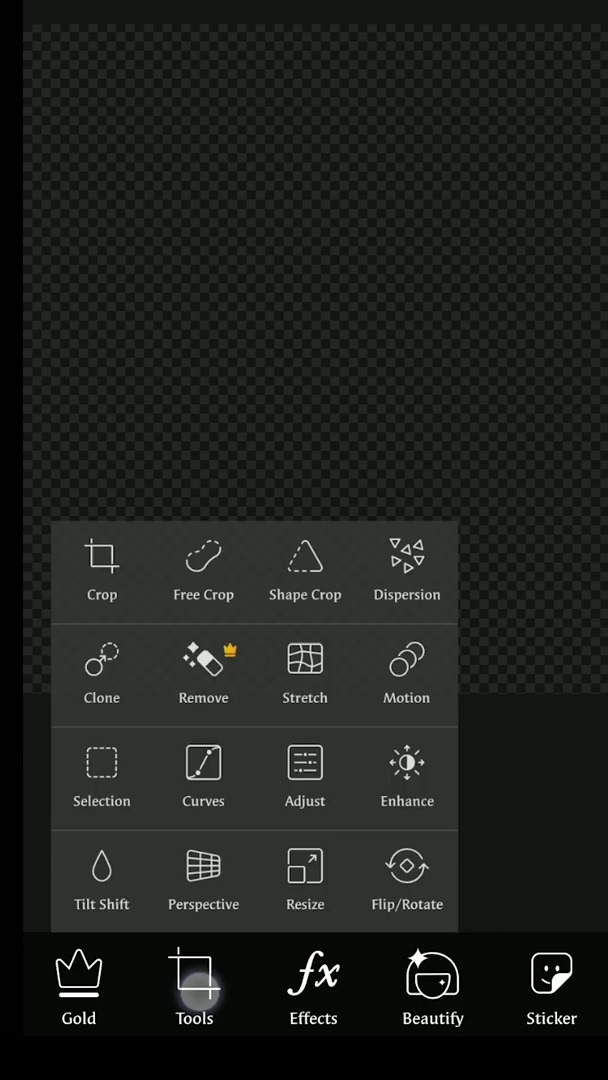 Crop Free Crop Shape Crop Dispersion
Clone Remove Stretch Motion
Selection Curves Adjust Enhance
Tilt Shift Perspective Resize Flip/Rotate
fx
Gold Tools Effects Beautify Sticker